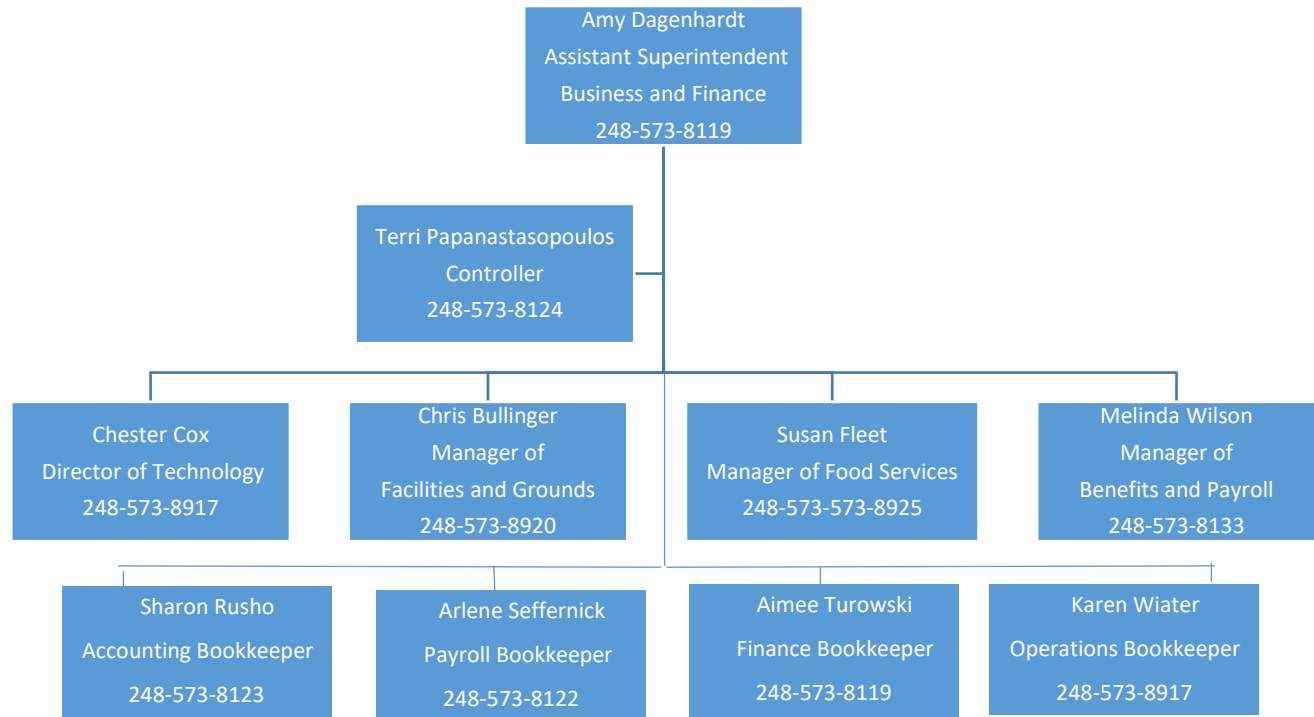 Amy Dagenhardt
Assistant Superintendent
Business and Finance
248-573-8119
Terri Papanastasopoulos
Controller
248-573-8124
Chester Cox
Director of Technology
248-573-8917
Chris Bullinger
Manager of
Facilities and Grounds
248-573-8920
Susan Fleet
Manager of Food Services
248-573-573-8925
Melinda Wilson
Manager of
Benefits and Payroll
248-573-8133
Sharon Rusho
Accounting Bookkeeper
248-573-8123
Arlene Seffernick
Payroll Bookkeeper
248-573-8122
Aimee Turowski
Finance Bookkeeper
248-573-8119
Karen Wiater
Operations Bookkeeper
248-573-8917